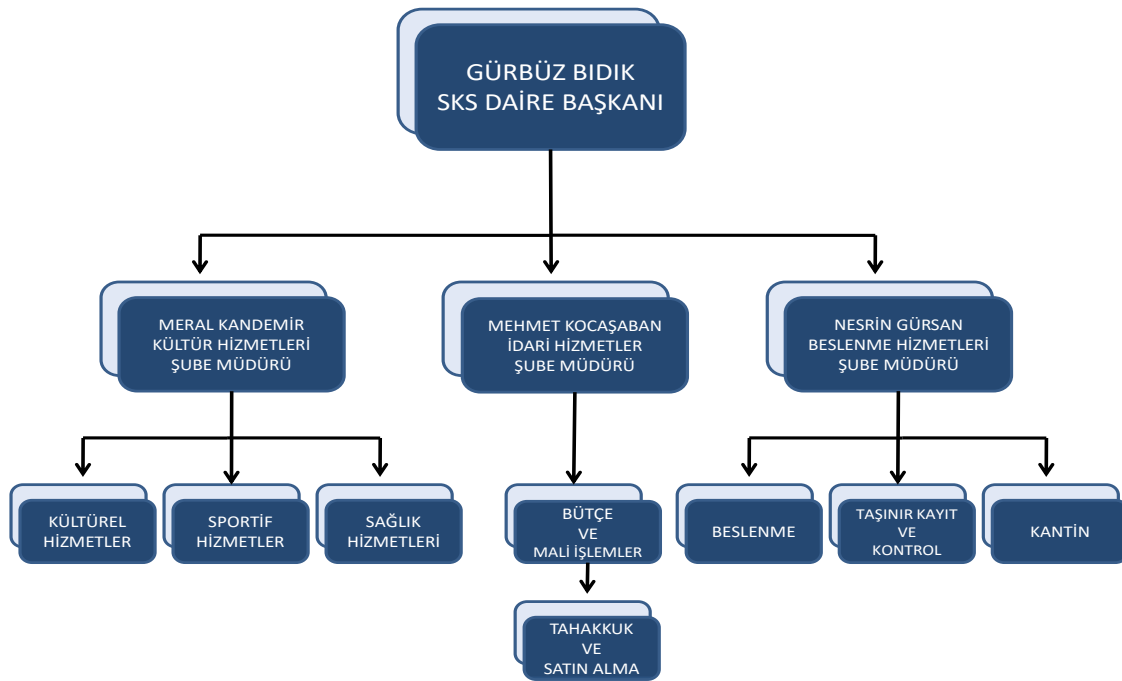 GÜRBÜZ BIDIK
SKS DAİRE BAŞKANI
MERAL KANDEMİR
KÜLTÜR HİZMETLERİ
ŞUBE MÜDÜRÜ
MEHMET KOCAŞABAN
İDARİ HİZMETLER
ŞUBE MÜDÜRÜ
NESRİN GÜRSAN
BESLENME HİZMETLERİ
ŞUBE MÜDÜRÜ
KÜLTÜREL
HİZMETLER
SPORTİF
HİZMETLER
SAĞLIK
HİZMETLERİ
BÜTÇE
VE
MALİ İŞLEMLER
BESLENME
TAŞINIR KAYIT
VE
KONTROL
KANTİN
TAHAKKUK
VE
SATIN ALMA